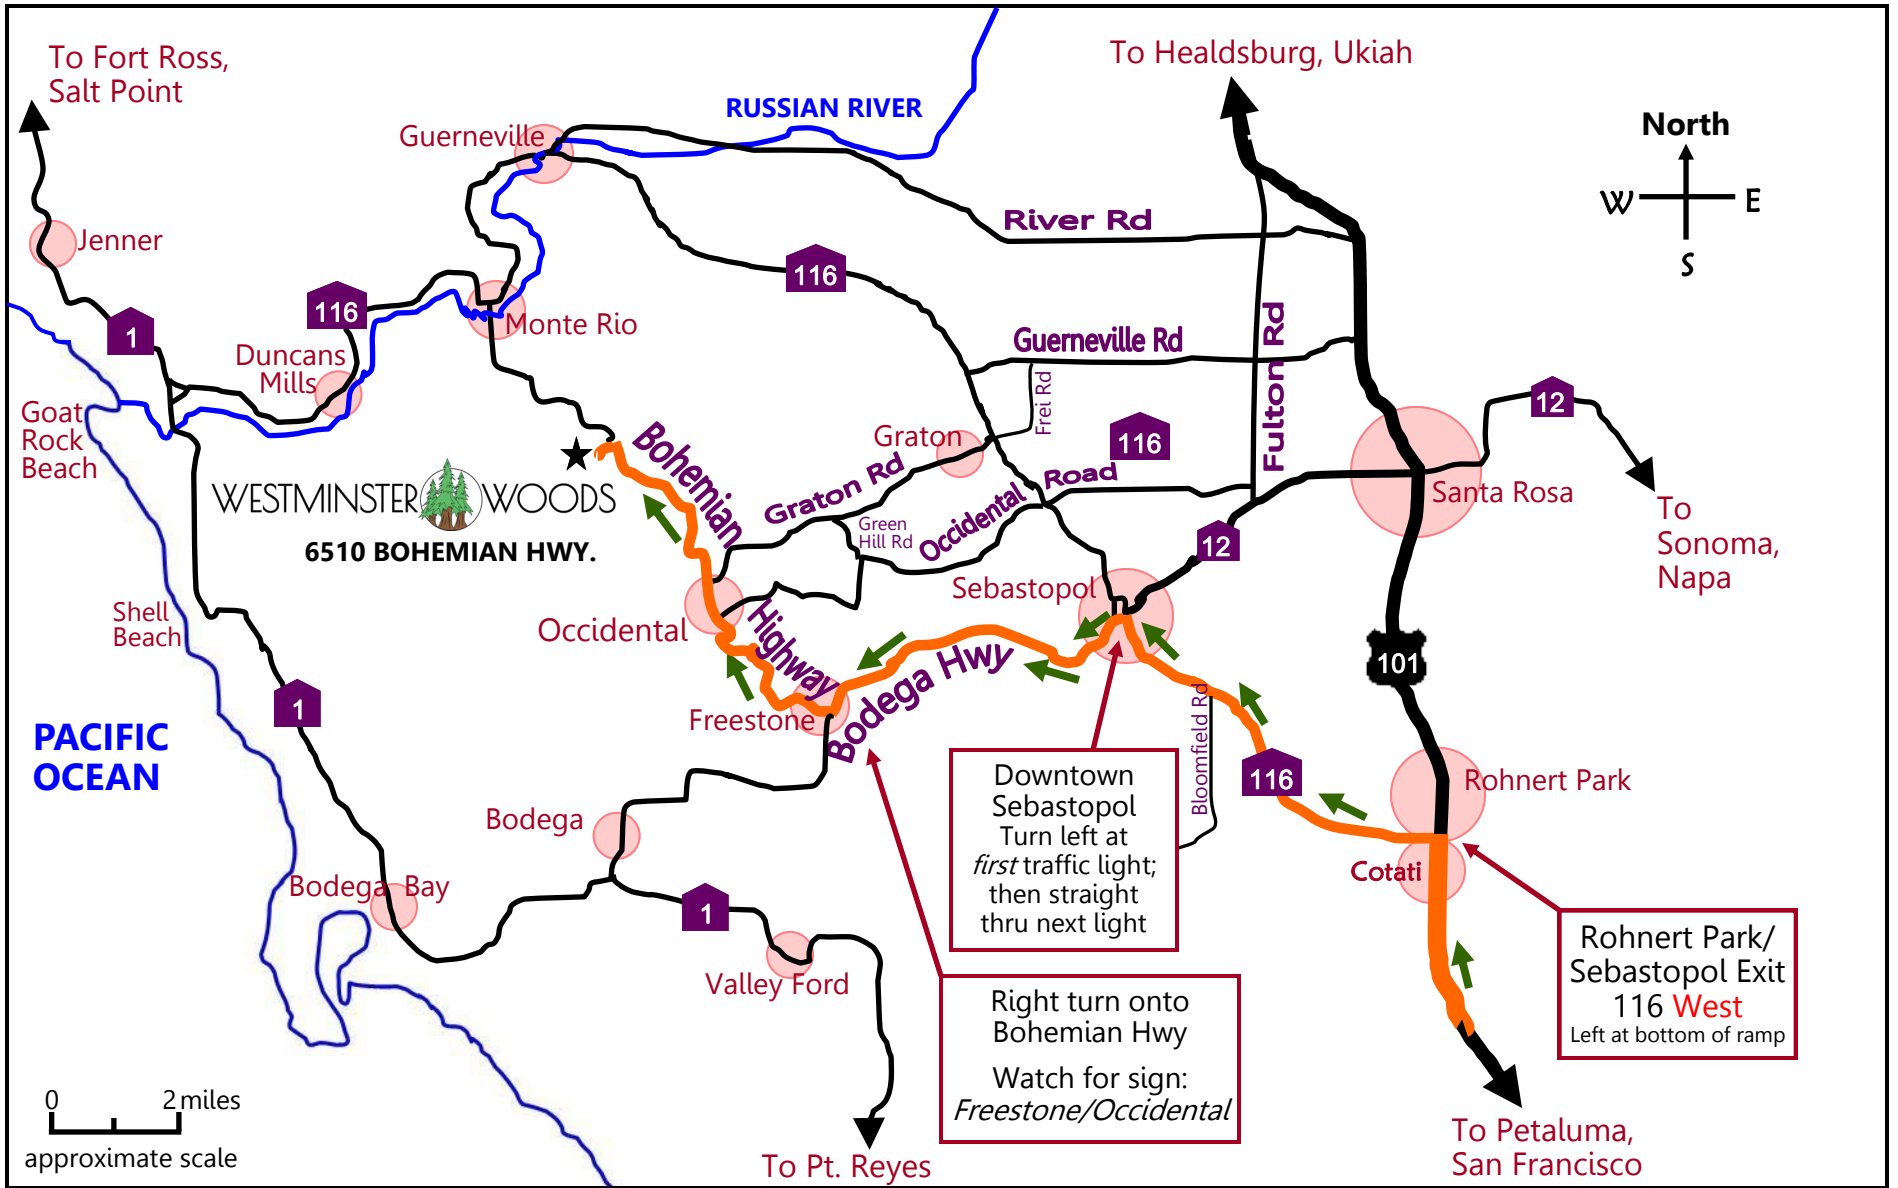 To Fort Ross,
Salt Point
To Healdsburg, Ukiah
RUSSIAN RIVER
Guerneville
North
W
E
S
River Rd
Jenner
116
116
1
Monte Rio
Duncans
Mills
Guerneville Rd
Fulton Rd
Frei Rd
12
Goat
Rock
Beach
Bohemian
Highway
Graton
116
Graton Rd
Occidental Road
Green
Hill Rd
Santa Rosa
WESTMINSTER WOODS
6510 BOHEMIAN HWY.
To
Sonoma,
Napa
12
Sebastopol
Shell
Beach
Occidental
Bodega Hwy
101
1
Freestone
Bloomfield Rd
PACIFIC
OCEAN
116
Rohnert Park
Downtown
Sebastopol
Turn left at
first traffic light;
then straight
thru next light
Bodega
Cotati
Bodega Bay
1
Valley Ford
Rohnert Park/
Sebastopol Exit
116 West
Left at bottom of ramp
Right turn onto
Bohemian Hwy
Watch for sign:
Freestone/Occidental
0 2 miles
approximate scale
To Pt. Reyes
To Petaluma,
San Francisco